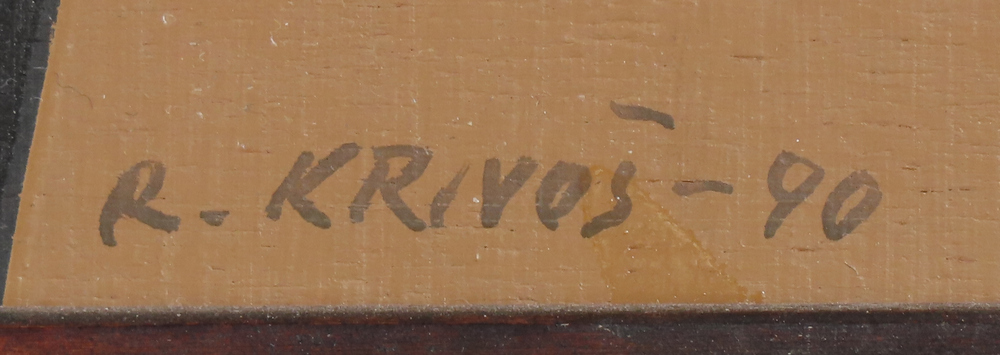 R. KRIVOŠ - 90